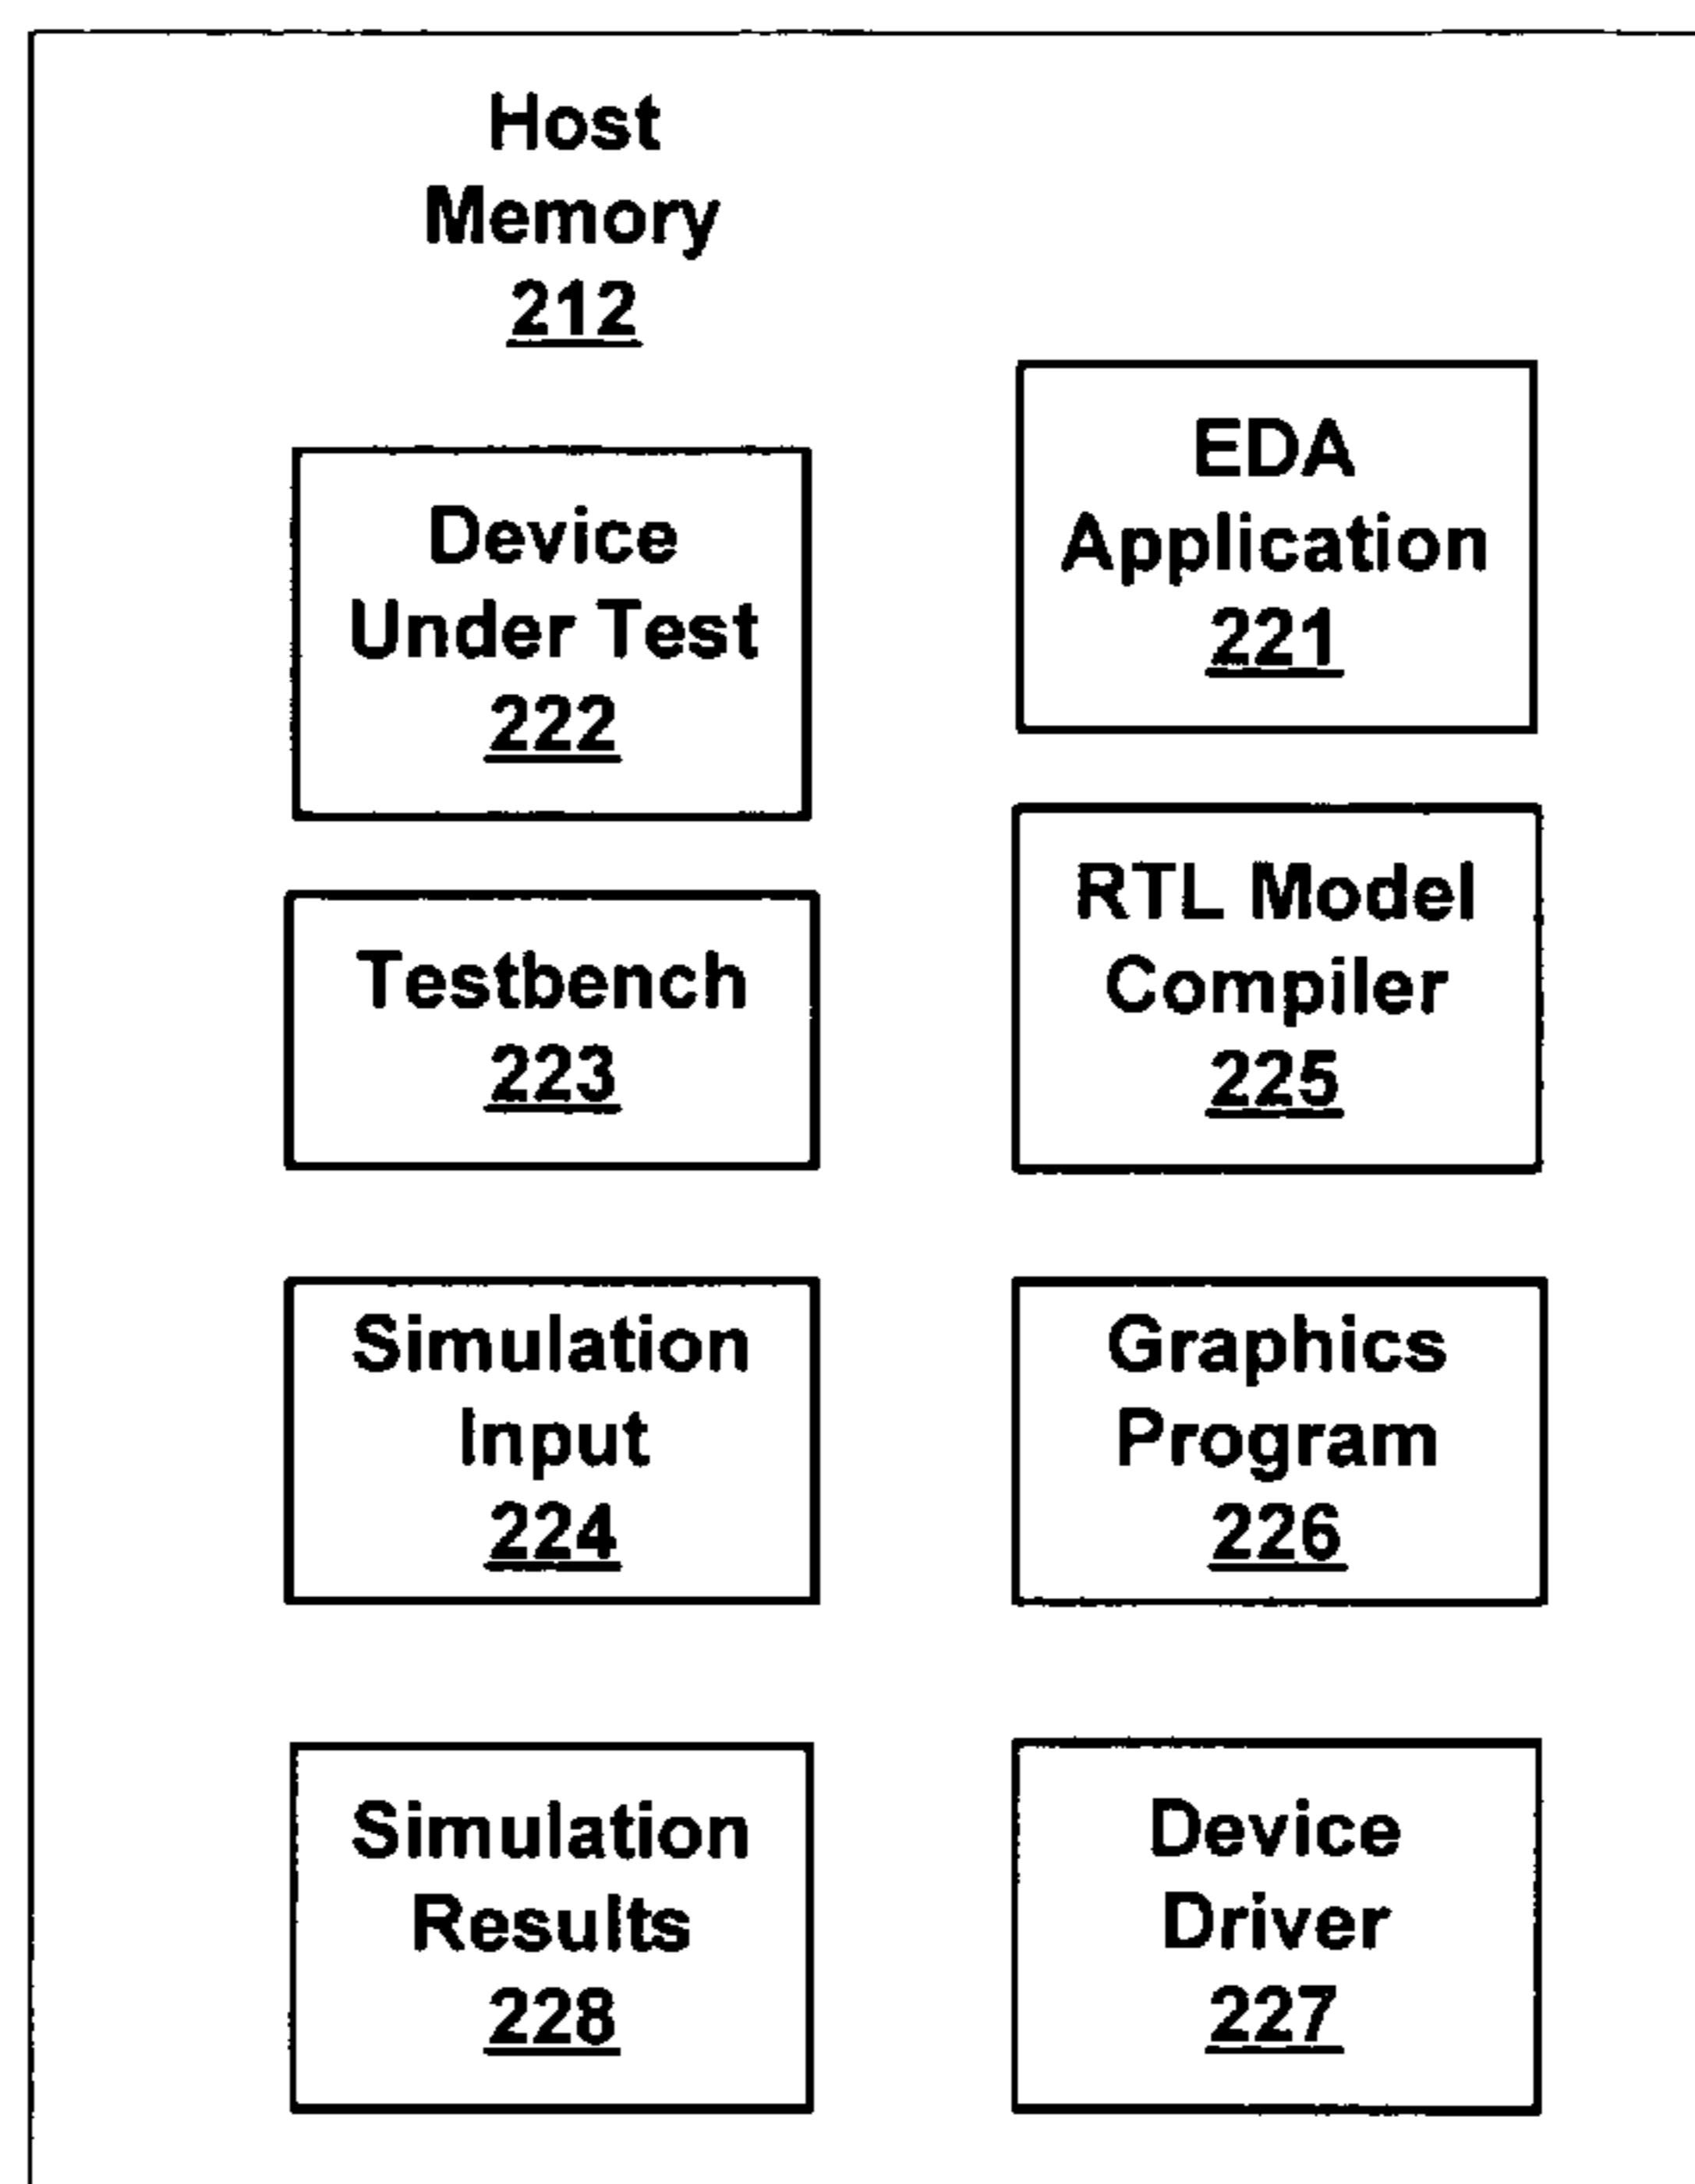 Host
Memory
212
Device
Under Test
222
Testbench
223
Simulation
Input
224
Simulation
Results
228
EDA
Application
221
RTL Model
Compiler
225
Graphics
Program
226
Device
Driver
227